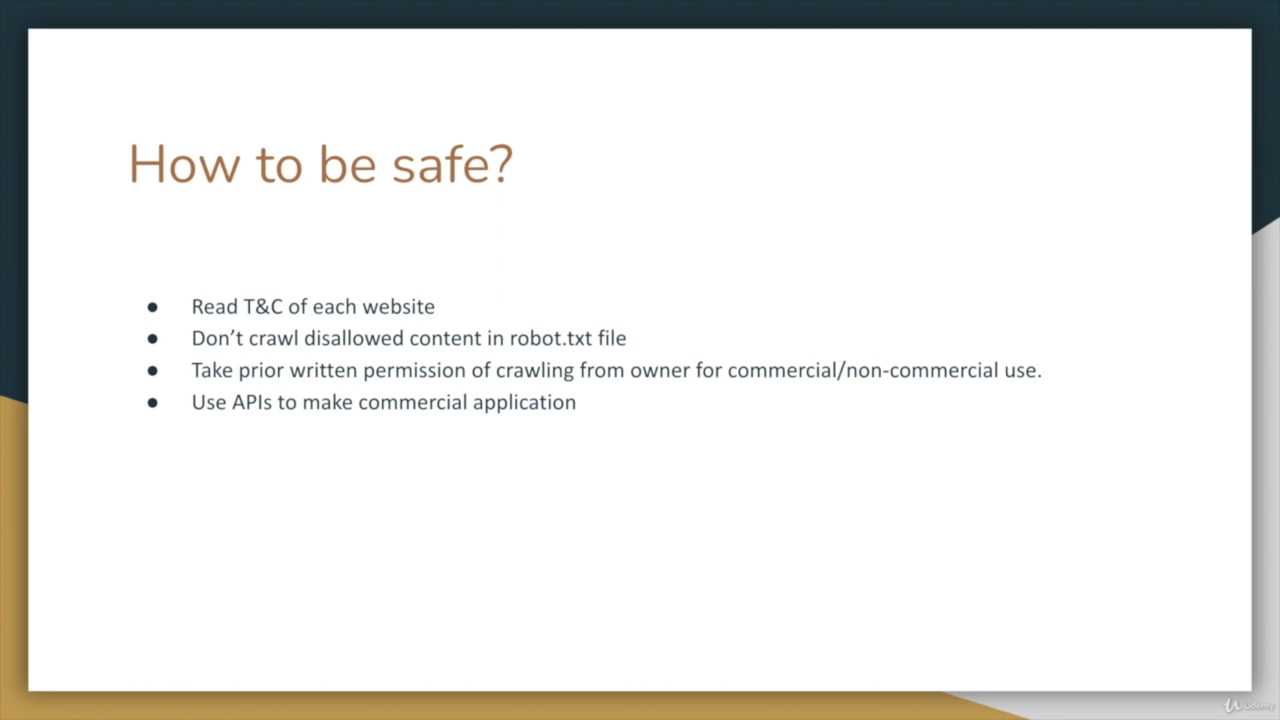 How to be safe?
● Read T&C of each website
● Don’t crawl disallowed content in robot.txt file
● Take prior written permission of crawling from owner for commercial/non-commercial use.
● Use APIs to make commercial application
Udemy